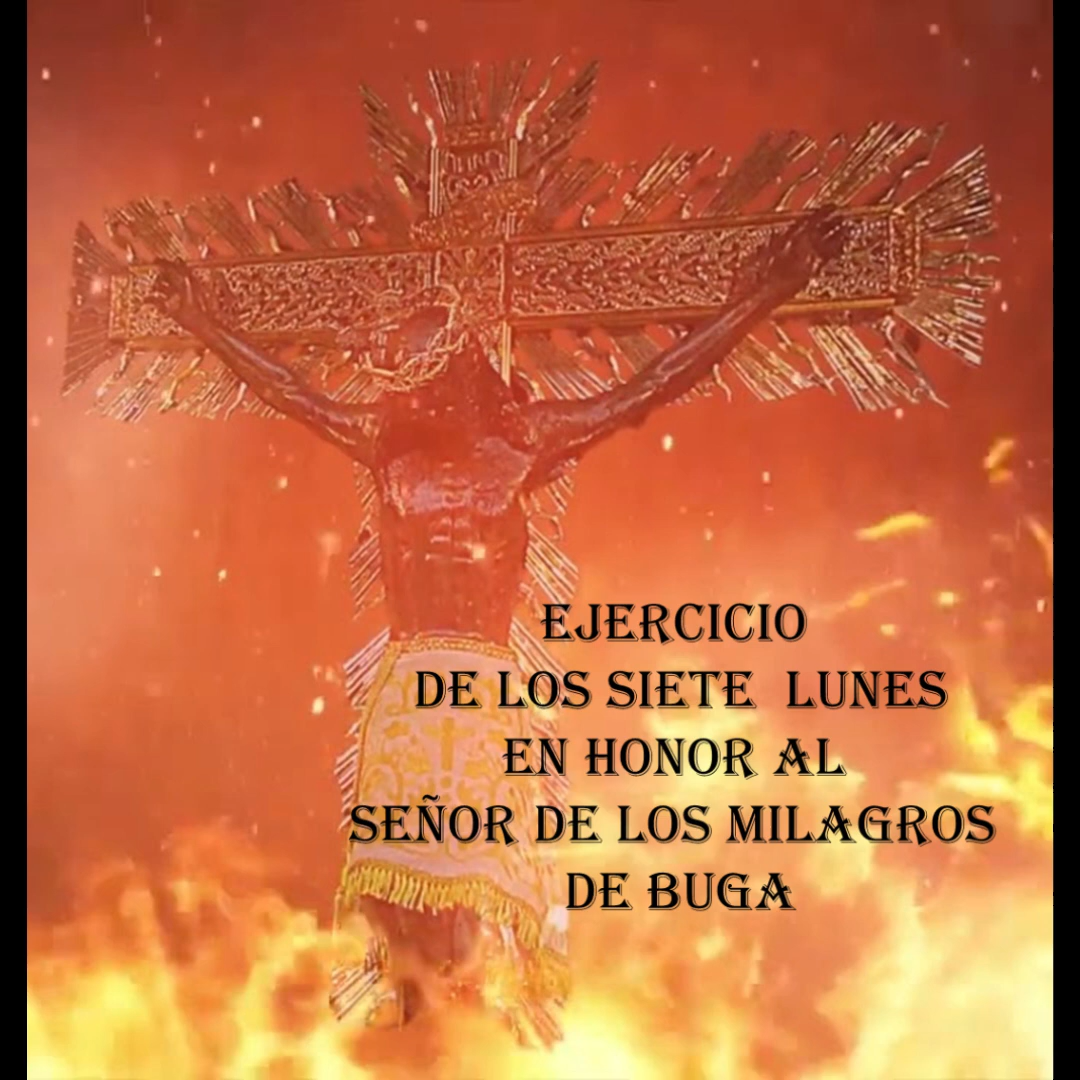 EJERCICIO
DE LOS SIETE LUNES
EN HONOR AL
SEÑOR DE LOS MILAGROS
DE BUGA